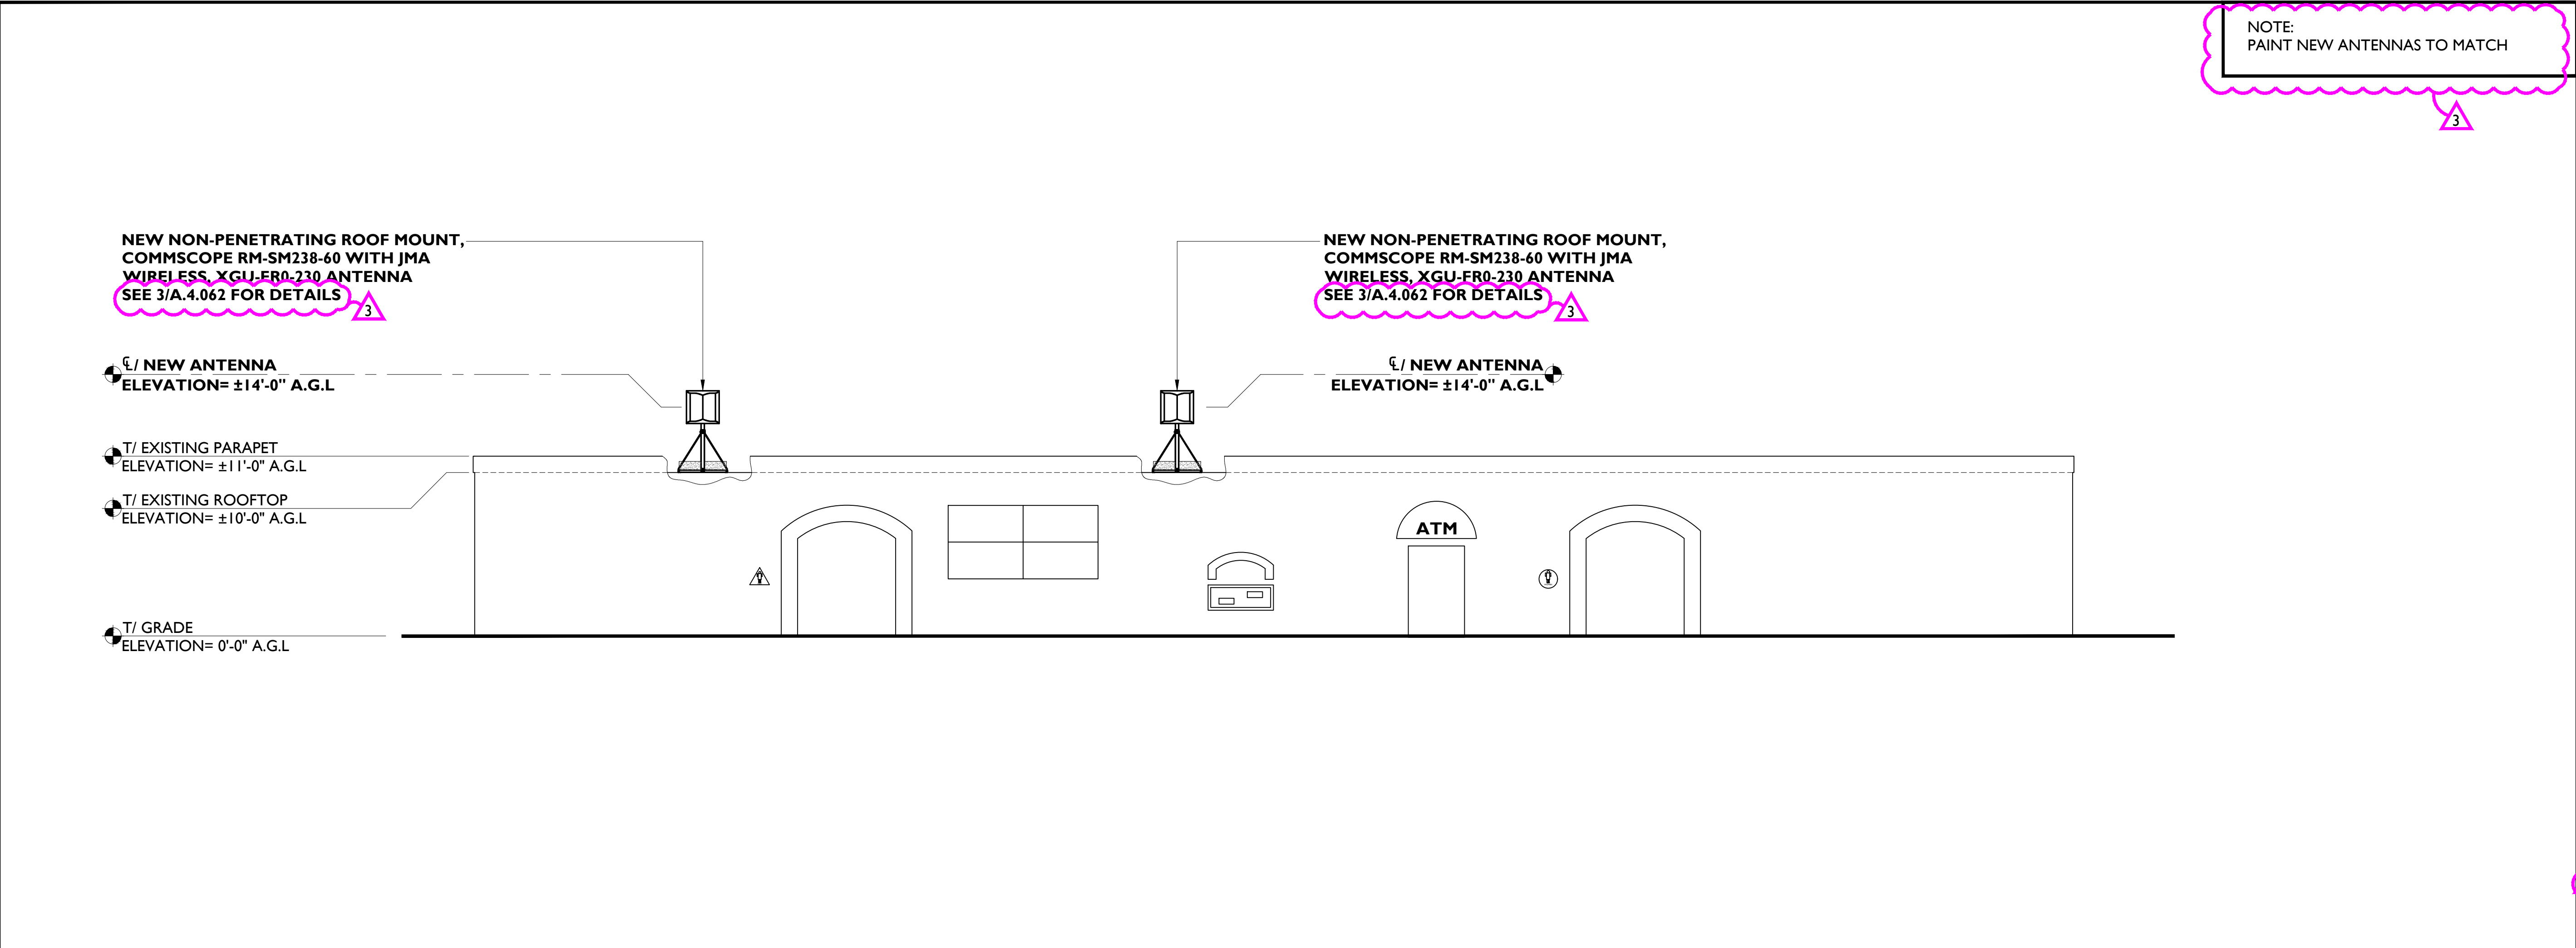 NOTE:
PAINT NEW ANTENNAS TO MATCH
3
NEW NON-PENETRATING ROOF MOUNT,
COMMSCOPE RM-SM238-60 WITH JMA
WIRELESS, XGU-FR0-230 ANTENNA
SEE 3/A.4.062 FOR DETAILS
3
NEW NON-PENETRATING ROOF MOUNT,
COMMSCOPE RM-SM238-60 WITH JMA
WIRELESS, XGU-FR0-230 ANTENNA
SEE 3/A.4.062 FOR DETAILS
3
℄/ NEW ANTENNA
ELEVATION= ±14'-0" A.G.L
℄/ NEW ANTENNA
ELEVATION= ±14'-0" A.G.L
T/ EXISTING PARAPET
ELEVATION= ±11'-0" A.G.L
T/ EXISTING ROOFTOP
ELEVATION= ±10'-0" A.G.L
ATM
T/ GRADE
ELEVATION= 0'-0" A.G.L